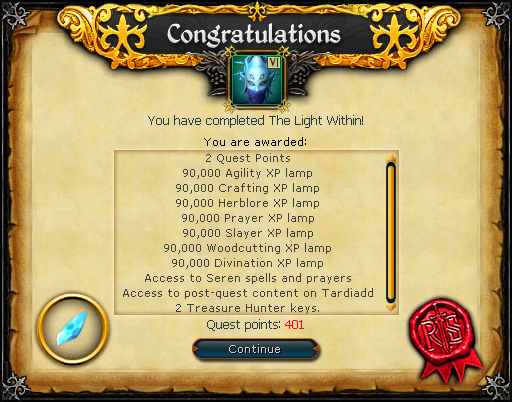 Congratulations
VI
You have completed The Light Within!
You are awarded:
2 Quest Points
90,000 Agility XP lamp
90,000 Crafting XP lamp
90,000 Herblore XP lamp
90,000 Prayer XP lamp
90,000 Slayer XP lamp
90,000 Woodcutting XP lamp
90,000 Divination XP lamp
Access to Seren spells and prayers
Access to post-quest content on Tardiadd
2 Treasure Hunter keys.
Quest points: 401
Continue
RS